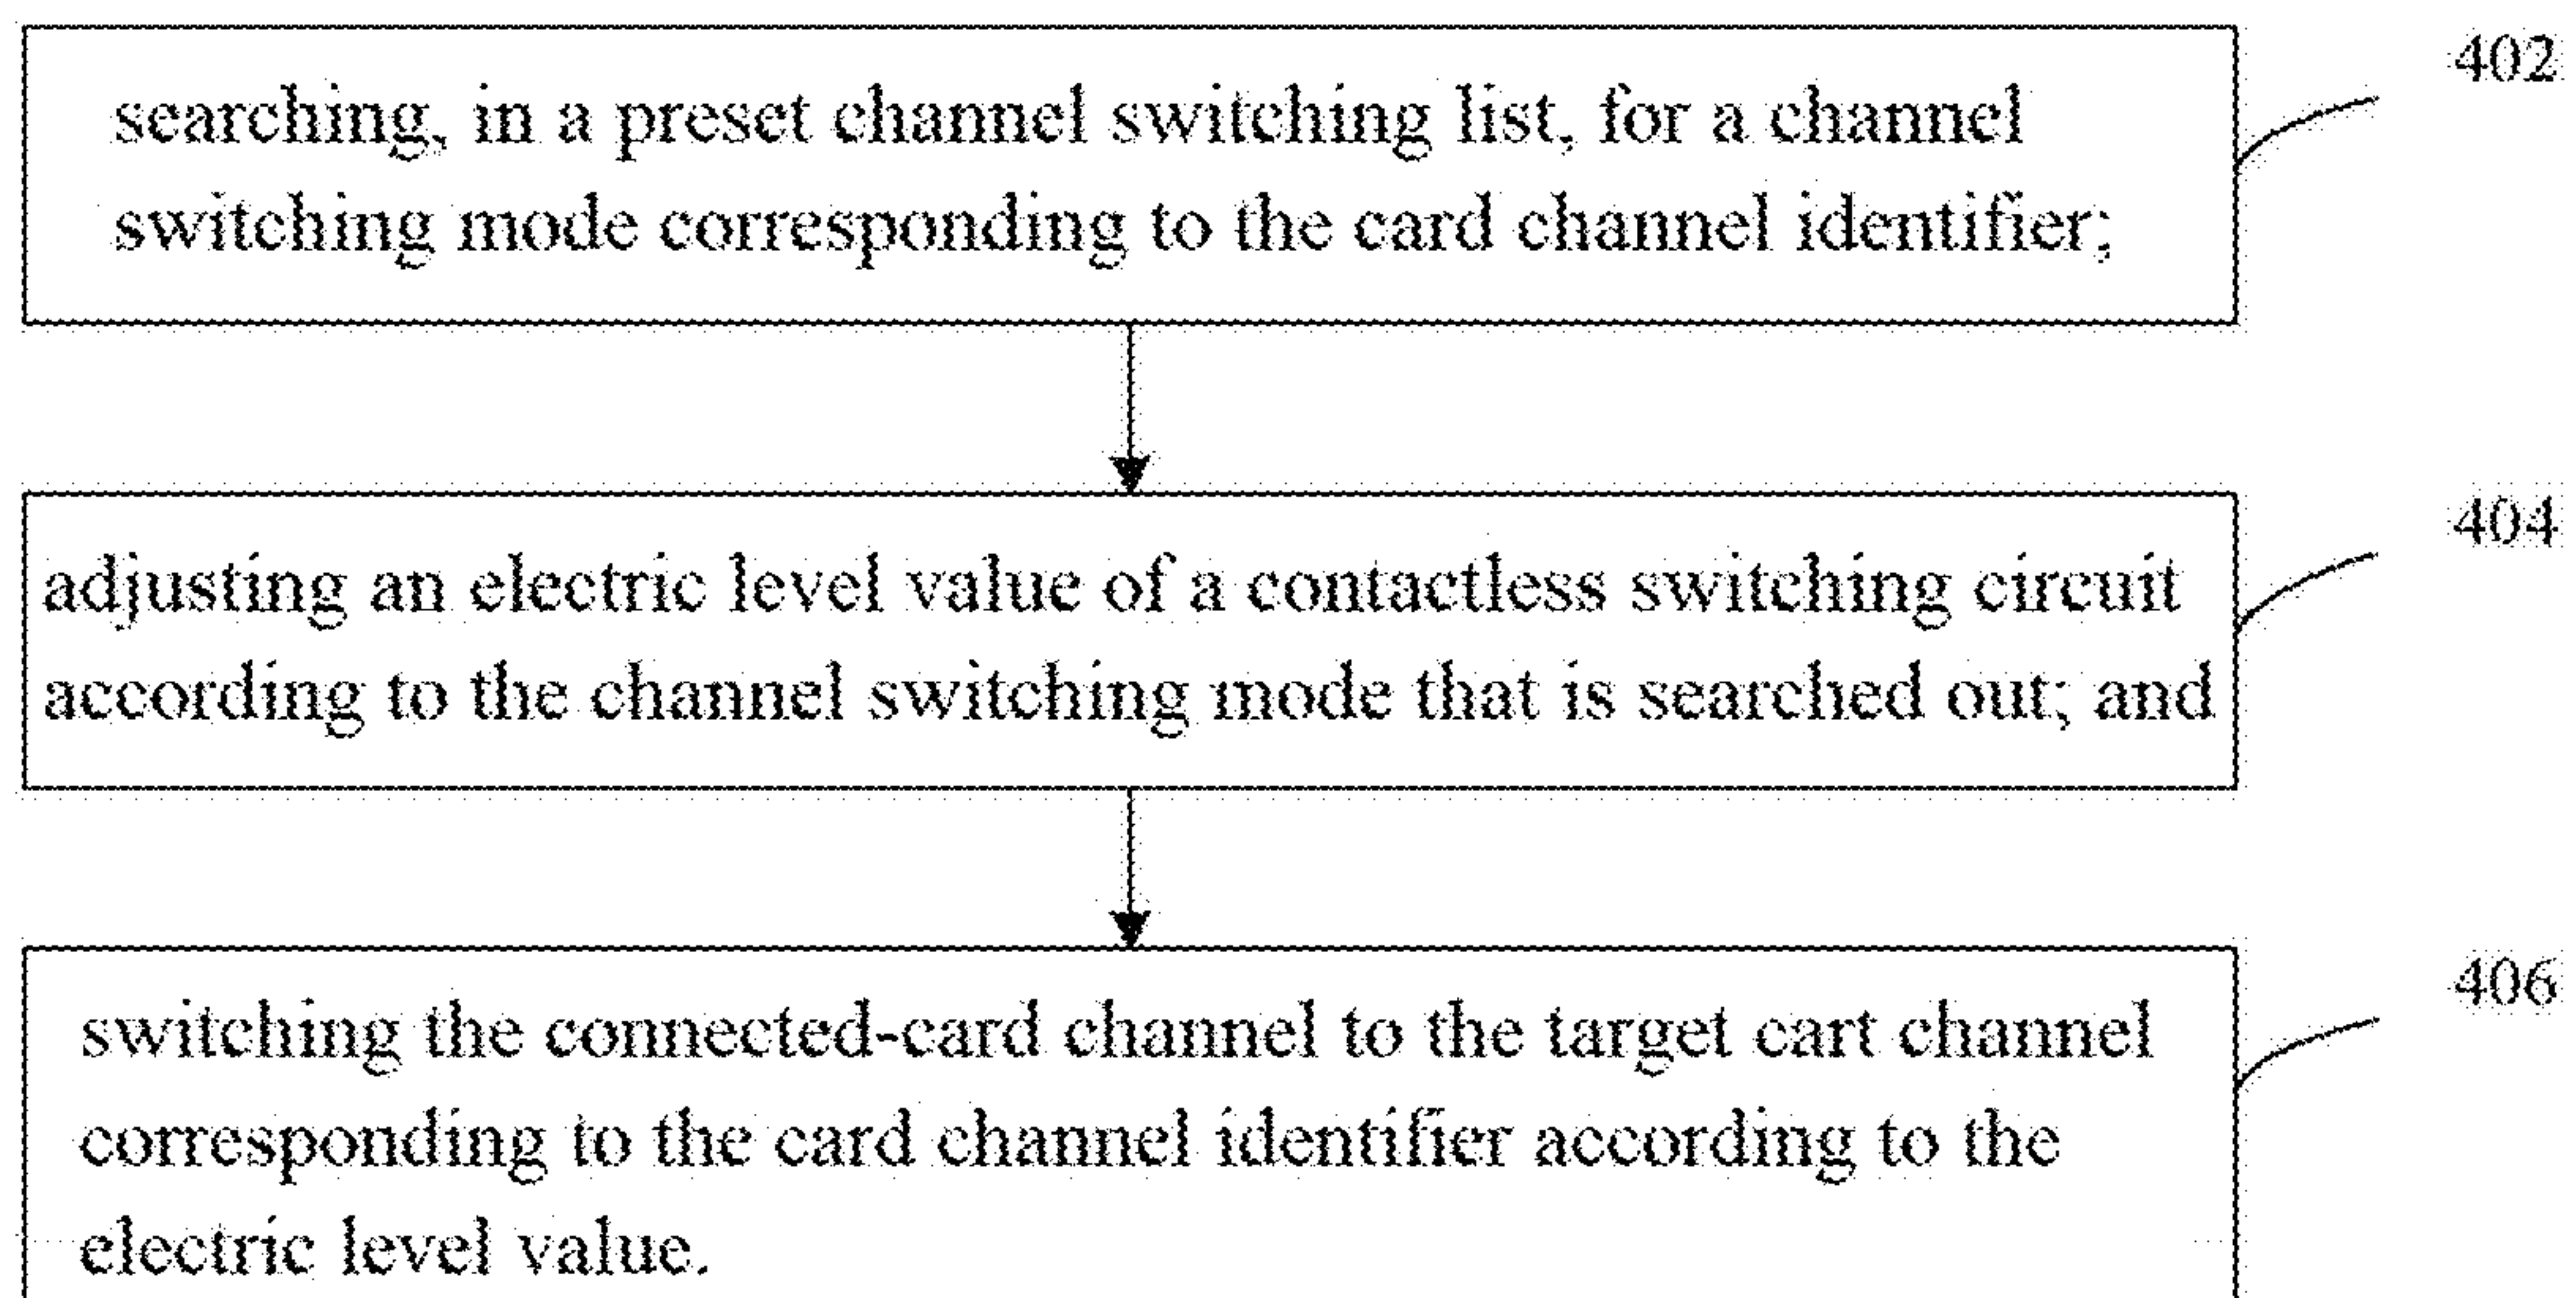 searching, in a preset channel switching list, for a channel
switching mode corresponding to the card channel identifier;
402
adjusting an electric level value of a contactless switching circuit
according to the channel switching mode that is searched out; and
404
switching the connected-card channel to the target cart channel
corresponding to the card channel identifier according to the
electric level value.
406